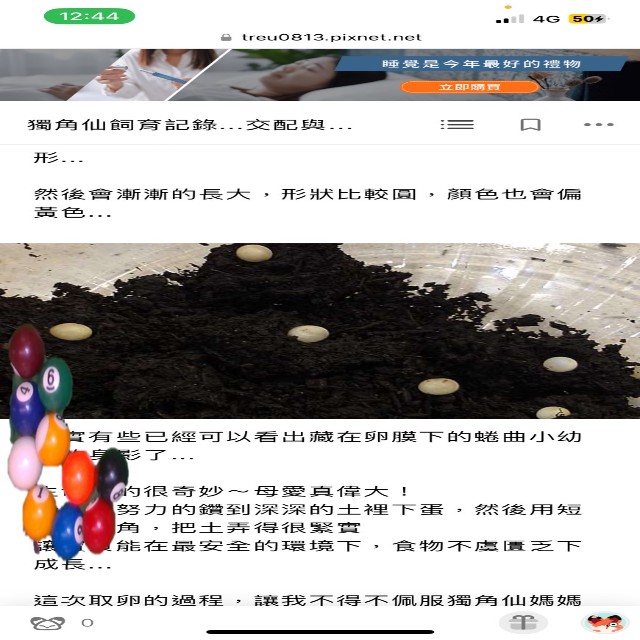 12:44
4G 50
treu0813.pixnet.net
睡覺是今年最好的禮物
立即購買
獨角仙飼育記錄...交配與...
形...
然後會漸漸的長大，形狀比較圓，顏色也會偏
黃色...
6
4
1
實有些已經可以看出藏在卵膜下的蜷曲小幼
影了...
的很奇妙～母愛真偉大！
努力的鑽到深深的土裡下蛋，然後用短
角，把土弄得很緊實
能在最安全的環境下，食物不虞匱乏下
成長...
這次取卵的過程，讓我不得不佩服獨角仙媽媽
0